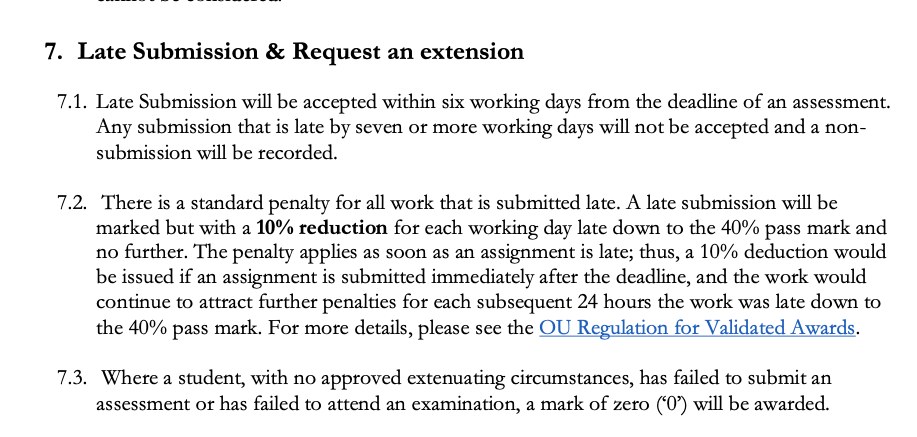 7. Late Submission & Request an extension
7.1. Late Submission will be accepted within six working days from the deadline of an assessment.
Any submission that is late by seven or more working days will not be accepted and a non-
submission will be recorded.
7.2. There is a standard penalty for all work that is submitted late. A late submission will be
marked but with a 10% reduction for each working day late down to the 40% pass mark and
no further. The penalty applies as soon as an assignment is late; thus, a 10% deduction would
be issued if an assignment is submitted immediately after the deadline, and the work would
continue to attract further penalties for each subsequent 24 hours the work was late down to
the 40% pass mark. For more details, please see the OU Regulation for Validated Awards.
7.3. Where a student, with no approved extenuating circumstances, has failed to submit an
assessment or has failed to attend an examination, a mark of zero (‘0’) will be awarded.